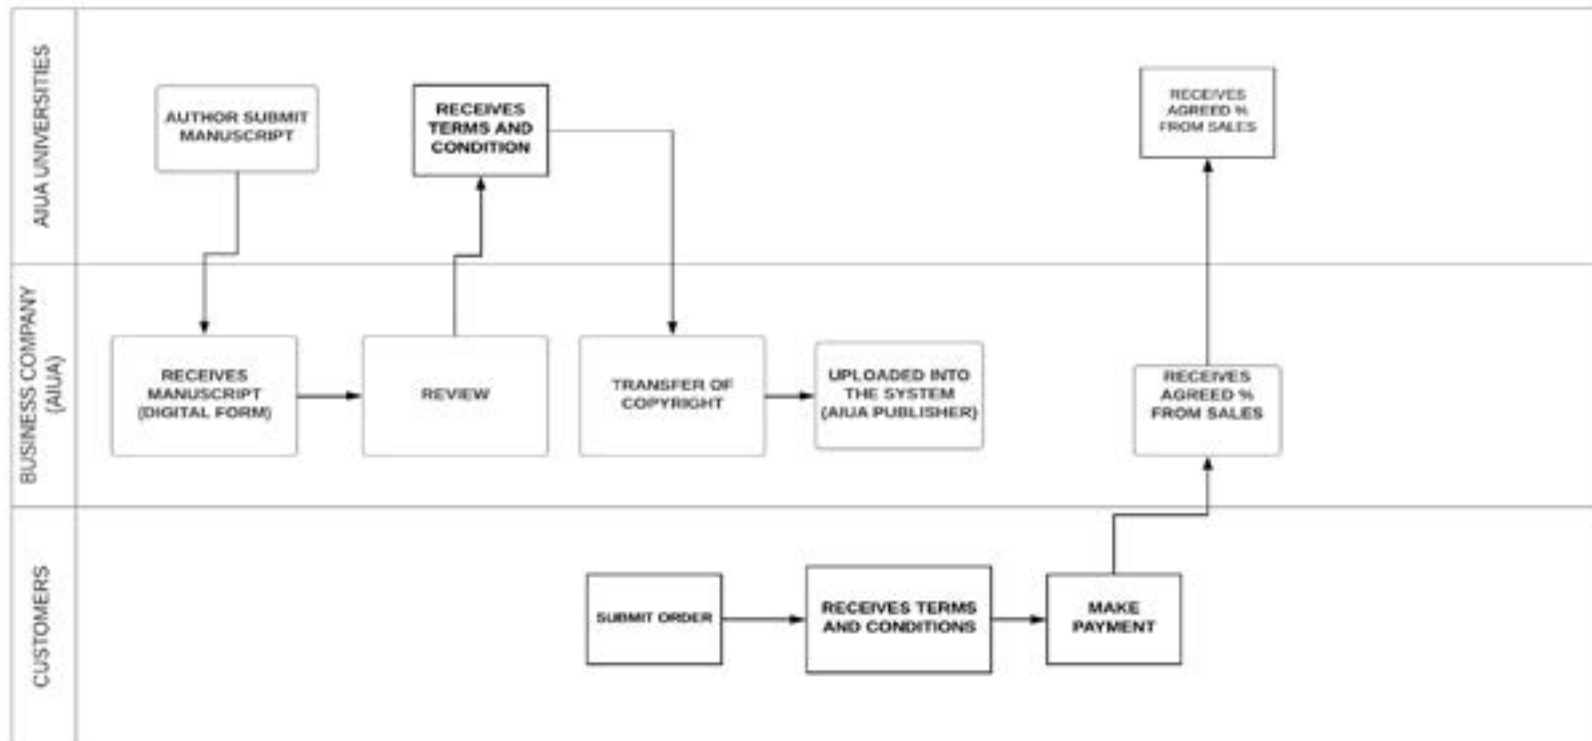 AIUA UNIVERSITIES
AUTHOR SUBMIT
MANUSCRIPT
RECEIVES
TERMS AND
CONDITION
RECEIVES
AGREED %
FROM SALES
BUSINESS COMPANY
(AIUA)
RECEIVES
MANUSCRIPT
(DIGITAL FORM)
REVIEW
TRANSFER OF
COPYRIGHT
UPLOADED INTO
THE SYSTEM
(AIUA PUBLISHER)
RECEIVES
AGREED %
FROM SALES
CUSTOMERS
SUBMIT ORDER
RECEIVES TERMS
AND CONDITIONS
MAKE
PAYMENT